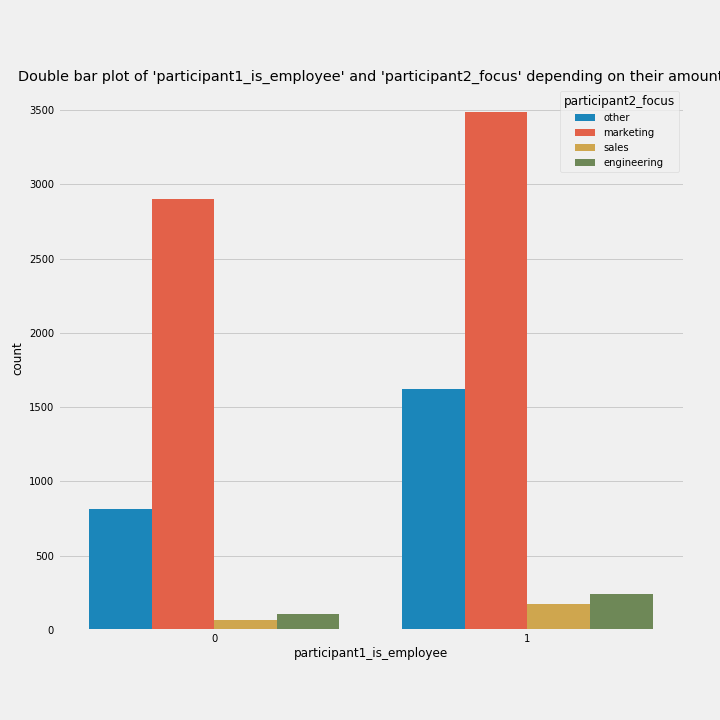 Double bar plot of 'participant1_is_employee' and 'participant2_focus' depending on their amount
participant2_focus
other
marketing
sales
engineering
3500
3000
2500
2000
1500
1000
500
0
count
0 1
participant1_is_employee